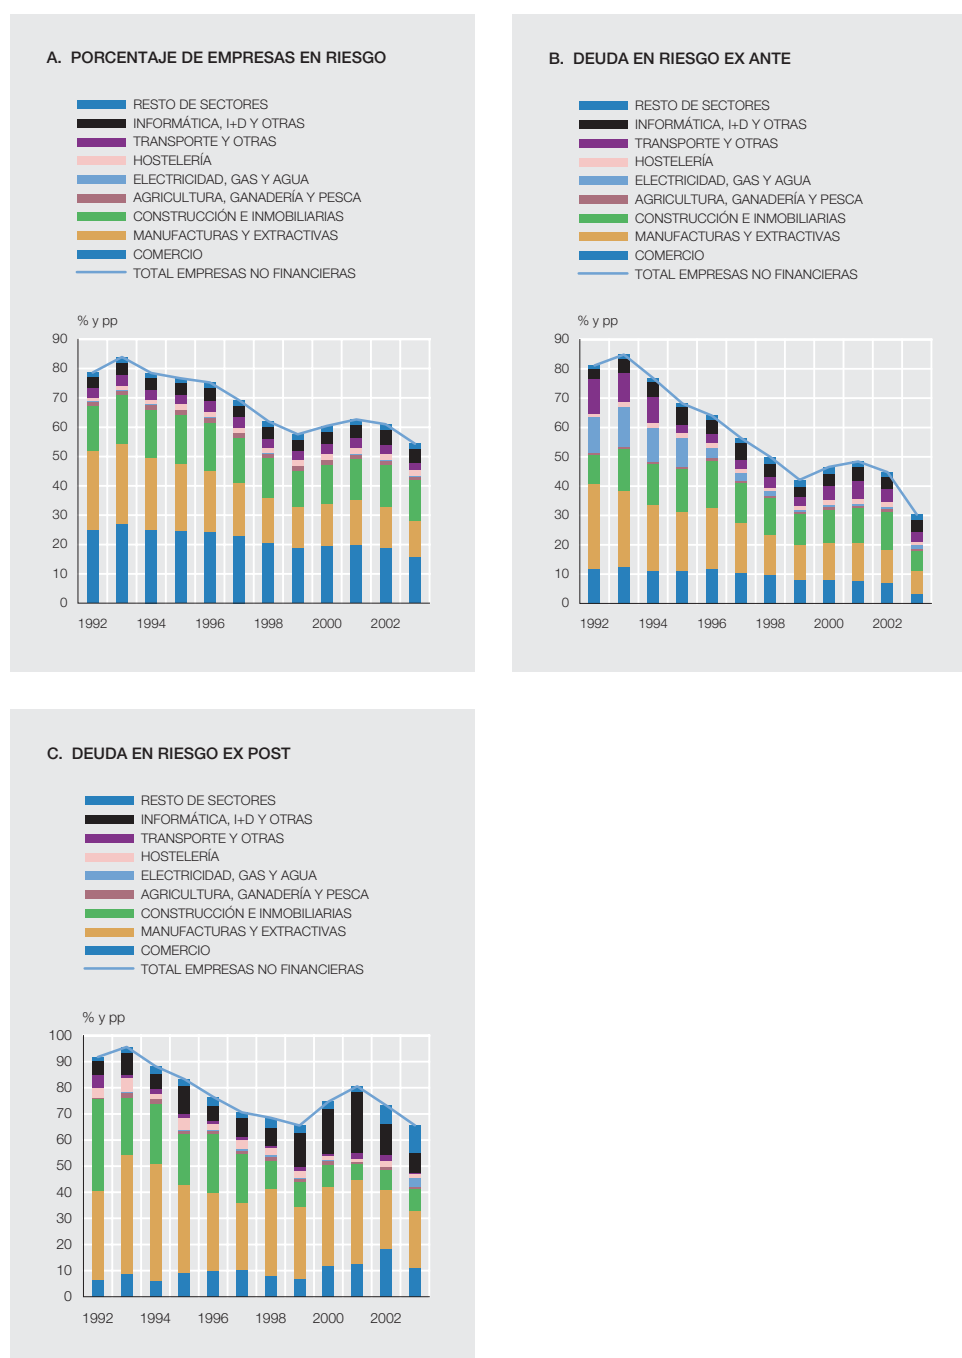 A. PORCENTAJE DE EMPRESAS EN RIESGO
RESTO DE SECTORES
INFORMÁTICA, I+D Y OTRAS
TRANSPORTE Y OTRAS
HOSTELERÍA
ELECTRICIDAD, GAS Y AGUA
AGRICULTURA, GANADERÍA Y PESCA
CONSTRUCCIÓN E INMOBILIARIAS
MANUFACTURAS Y EXTRACTIVAS
COMERCIO
TOTAL EMPRESAS NO FINANCIERAS
% y pp
90
80
70
60
50
40
30
20
10
0
1992 1994 1996 1998 2000 2002
B. DEUDA EN RIESGO EX ANTE
RESTO DE SECTORES
INFORMÁTICA, I+D Y OTRAS
TRANSPORTE Y OTRAS
HOSTELERÍA
ELECTRICIDAD, GAS Y AGUA
AGRICULTURA, GANADERÍA Y PESCA
CONSTRUCCIÓN E INMOBILIARIAS
MANUFACTURAS Y EXTRACTIVAS
COMERCIO
TOTAL EMPRESAS NO FINANCIERAS
% y pp
90
80
70
60
50
40
30
20
10
0
1992 1994 1996 1998 2000 2002
C. DEUDA EN RIESGO EX POST
RESTO DE SECTORES
INFORMÁTICA, I+D Y OTRAS
TRANSPORTE Y OTRAS
HOSTELERÍA
ELECTRICIDAD, GAS Y AGUA
AGRICULTURA, GANADERÍA Y PESCA
CONSTRUCCIÓN E INMOBILIARIAS
MANUFACTURAS Y EXTRACTIVAS
COMERCIO
TOTAL EMPRESAS NO FINANCIERAS
% y pp
100
90
80
70
60
50
40
30
20
10
0
1992 1994 1996 1998 2000 2002